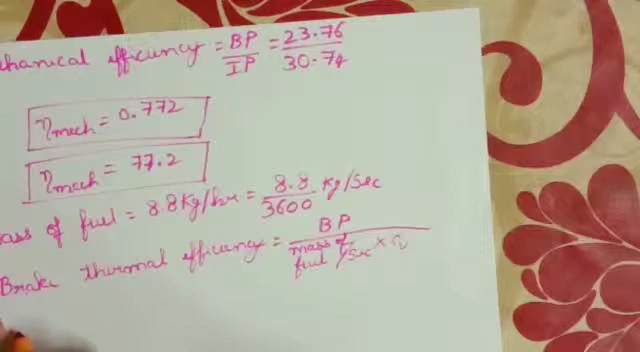 chanical efficiency = BP/IP = 23.76/30.74
ηmech = 0.772
ηmech = 77.2
ass of fuel = 8.8 Kg/hr = 8.8/3600 Kg/sec
Brake thermal efficiency = BP/mass of fuel/sec ×